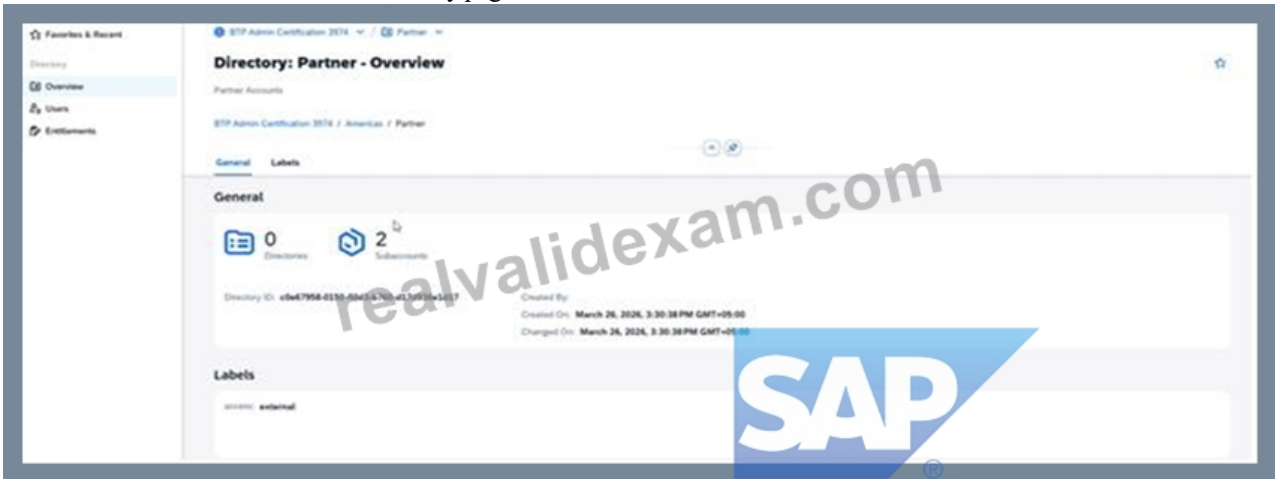 Favorites & Recent
Directory
Overview
Users
Entitlements
BTP Admin Certification 3974 / Partner
Directory: Partner - Overview
Partner Accounts
BTP Admin Certification 3974 / Americas / Partner
General Labels
General
0
Directories
2
Subaccounts
Directory ID:
Created By:
Created On: March 26, 2026, 3:30:38 PM GMT+05:00
Changed On: March 26, 2026, 3:30:38 PM
Labels
access: external
realvalidexam.com
SAP
®